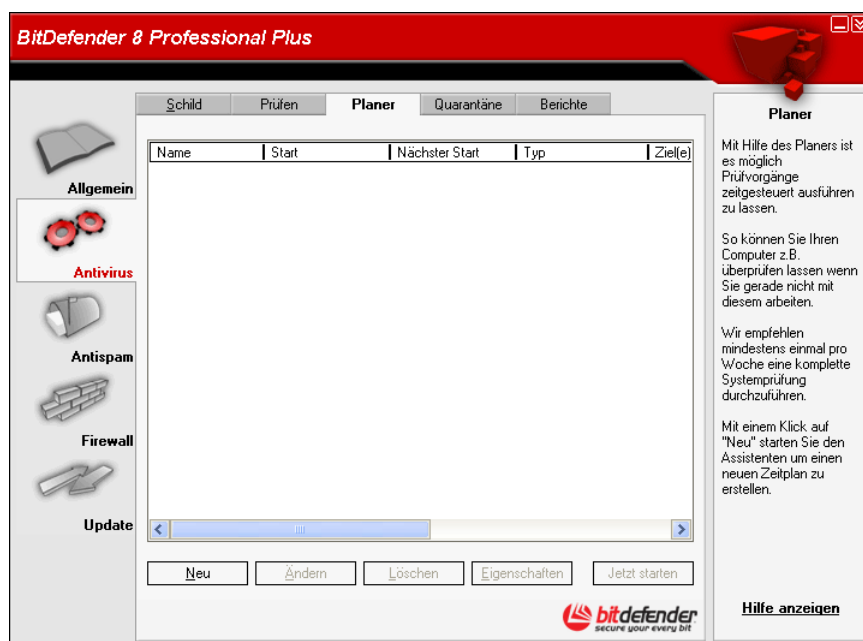 BitDefender 8 Professional Plus
Schild Prüfen Planer Quarantäne Berichte
Name Start Nächster Start Typ Ziel(e)
Allgemein
Antivirus
Antispam
Firewall
Update
Neu Ändern Löschen Eigenschaften Jetzt starten
bitdefender
secure your every bit
Planer
Mit Hilfe des Planers ist
es möglich
Prüfvorgänge
zeitgesteuert ausführen
zu lassen.
So können Sie Ihren
Computer z.B.
überprüfen lassen wenn
Sie gerade nicht mit
diesem arbeiten.
Wir empfehlen
mindestens einmal pro
Woche eine komplette
Systemprüfung
durchzuführen.
Mit einem Klick auf
"Neu" starten Sie den
Assistenten um einen
neuen Zeitplan zu
erstellen.
Hilfe anzeigen